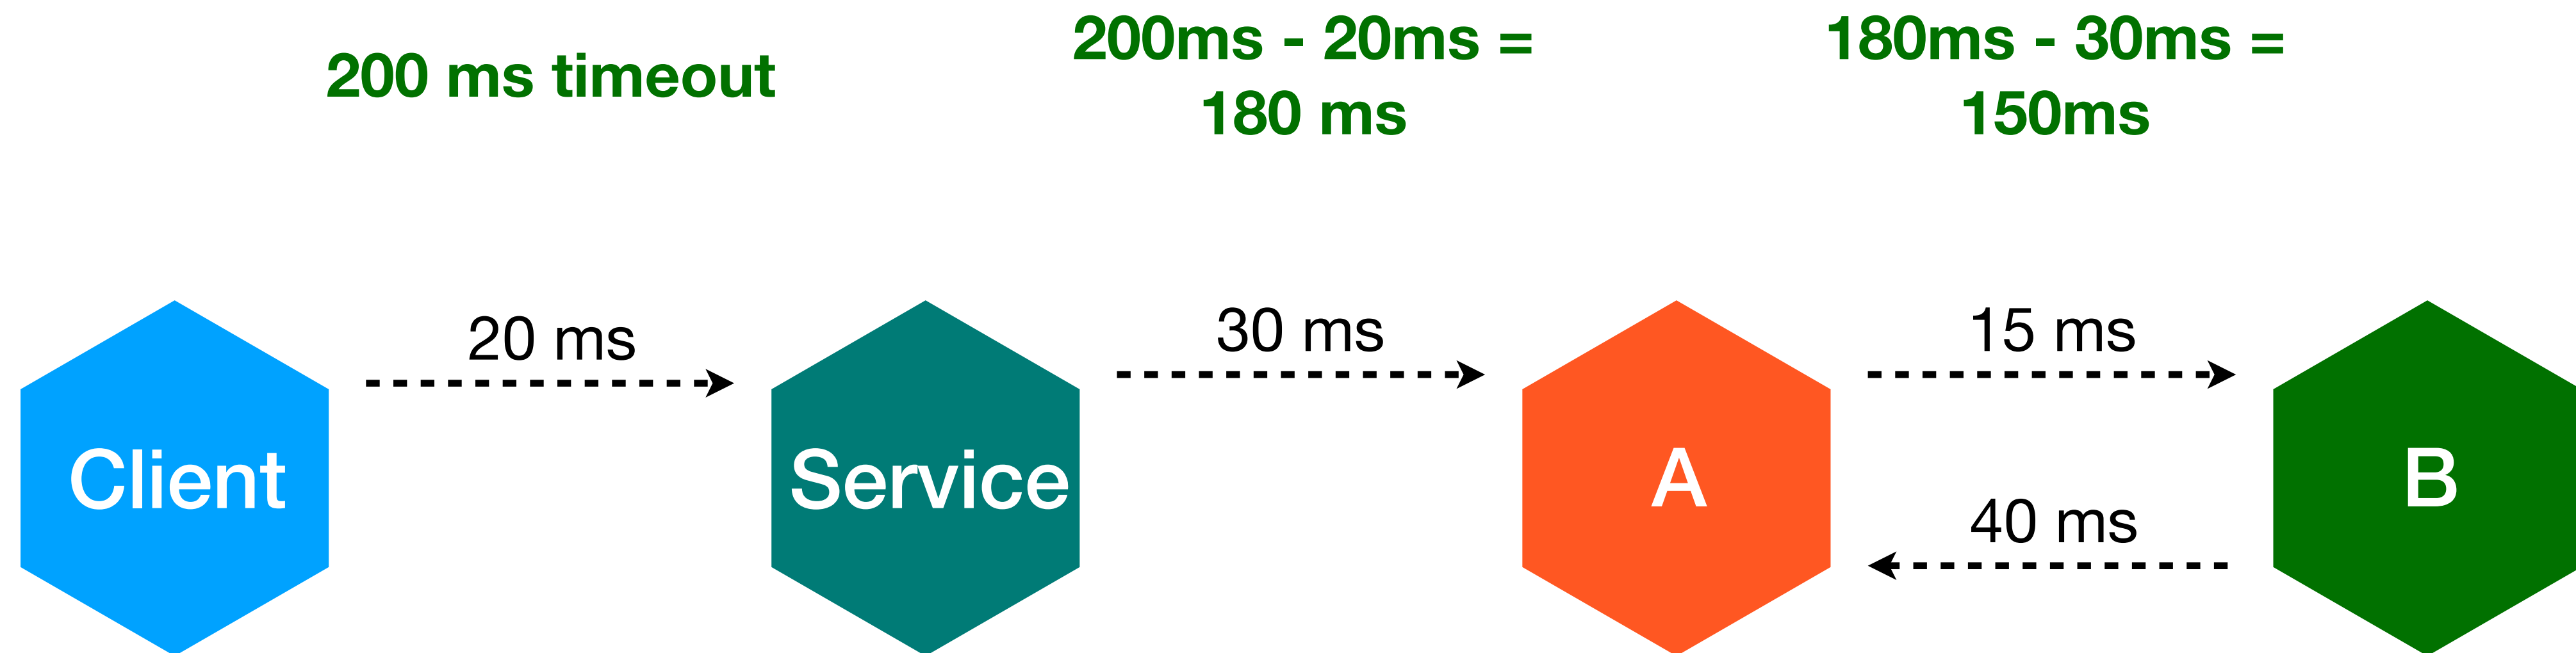 200 ms timeout
200ms - 20ms =
180 ms
180ms - 30ms =
150ms
20 ms
30 ms
15 ms
Client
Service
A
B
40 ms